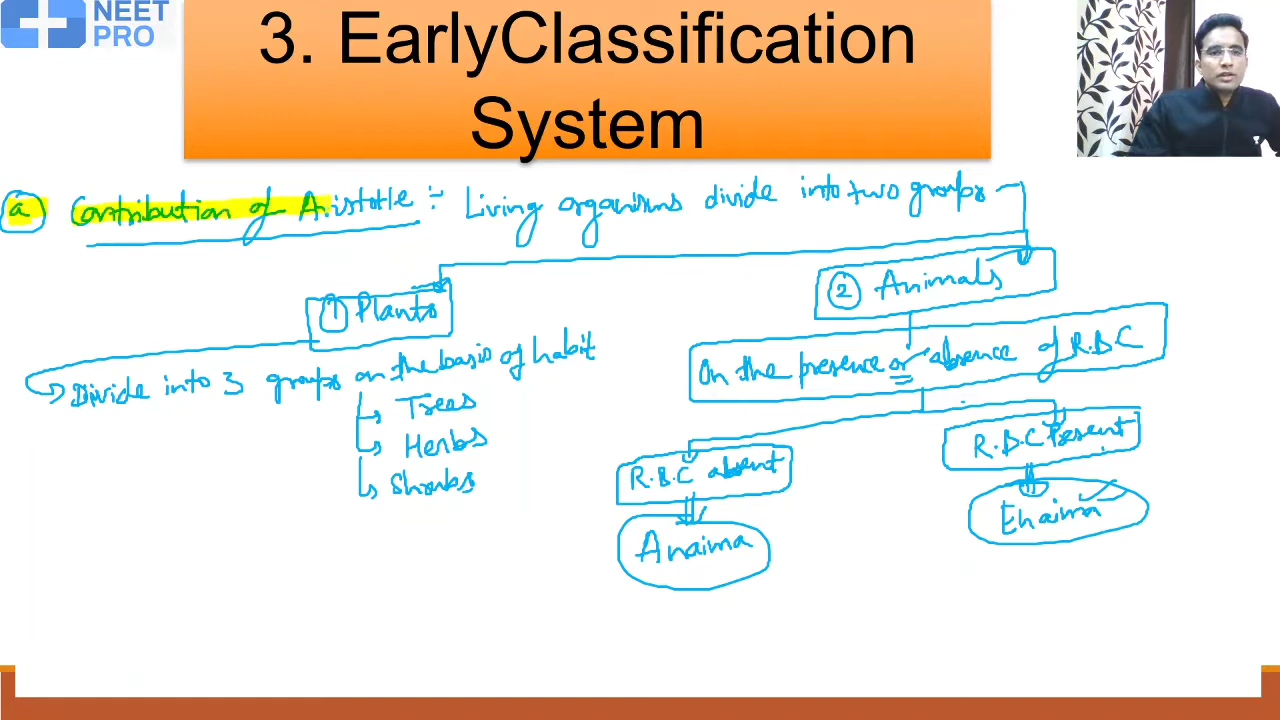 NEET
PRO
3. EarlyClassification
System
a Contribution of Aristotle :- Living organisms divide into two groups
1 Plants
2 Animals
Divide into 3 groups on the basis of habit
Trees
Herbs
Shrubs
On the presence or absence of R.B.C
R.B.C absent
R.B.C Present
Anaima
Enaima